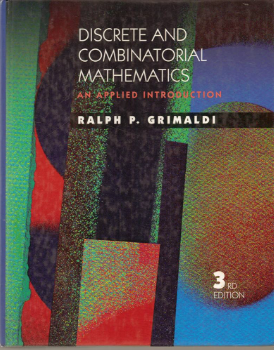 DISCRETE AND
COMBINATORIAL
MATHEMATICS
AN APPLIED INTRODUCTION
RALPH P. GRIMALDI
3RD
EDITION